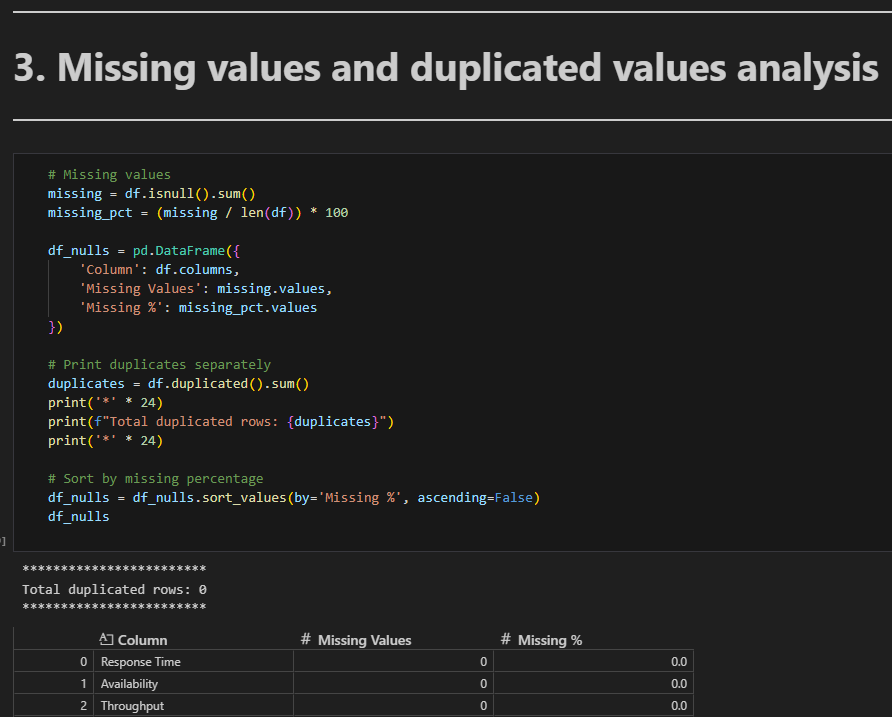 3. Missing values and duplicated values analysis
# Missing values
missing = df.isnull().sum()
missing_pct = (missing / len(df)) * 100
df_nulls = pd.DataFrame({
    'Column': df.columns,
    'Missing Values': missing.values,
    'Missing %': missing_pct.values
})
# Print duplicates separately
duplicates = df.duplicated().sum()
print('*' * 24)
print(f"Total duplicated rows: {duplicates}")
print('*' * 24)
# Sort by missing percentage
df_nulls = df_nulls.sort_values(by='Missing %', ascending=False)
df_nulls
]
************************
Total duplicated rows: 0
************************
Column # Missing Values # Missing %
0 Response Time 0 0.0
1 Availability 0 0.0
2 Throughput 0 0.0